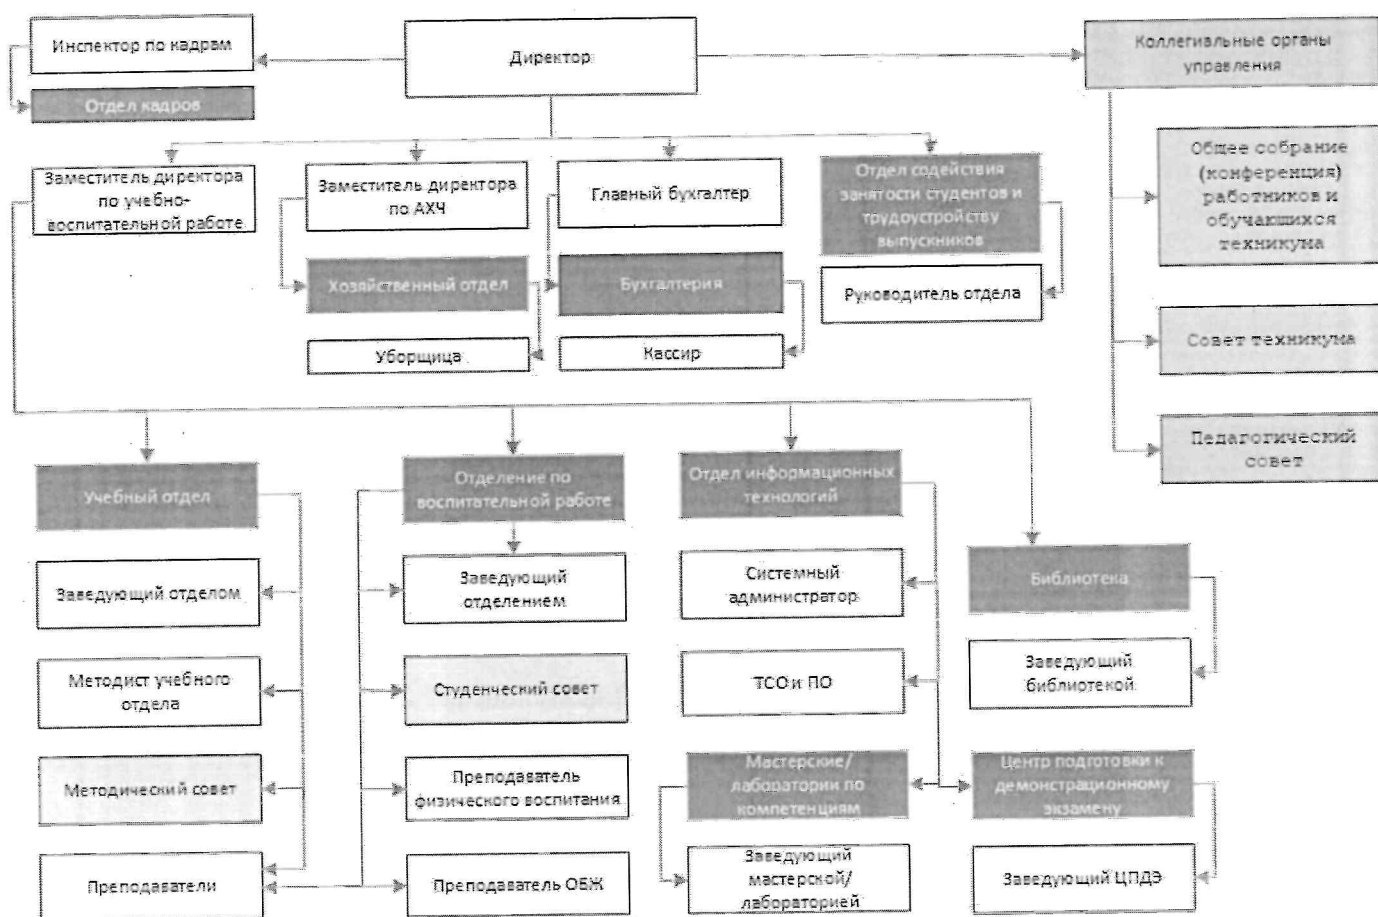 Инспектор по кадрам
Директор
Коллегиальные органы
управления
Отдел кадров
Заместитель директора
по учебно-
воспитательной работе
Заместитель директора
по АХЧ
Главный бухгалтер
Отдел содействия
занятости студентов и
трудоустройству
выпускников
Общее собрание
(конференция)
работников и
обучающихся
техникума
Хозяйственный отдел
Бухгалтерия
Руководитель отдела
Уборщица
Кассир
Совет техникума
Педагогический
совет
Учебный отдел
Отделение по
воспитательной работе
Отдел информационных
технологий
Библиотека
Заведующий отделом
Заведующий
отделением
Системный
администратор
Заведующий
библиотекой
Методист учебного
отдела
Студенческий совет
ТСО и ПО
Методический совет
Преподаватель
физического воспитания
Мастерские/
лаборатории по
компетенциям
Центр подготовки к
демонстрационному
экзамену
Преподаватели
Преподаватель ОБЖ
Заведующий
мастерской/
лабораторией
Заведующий ЦПДЭ